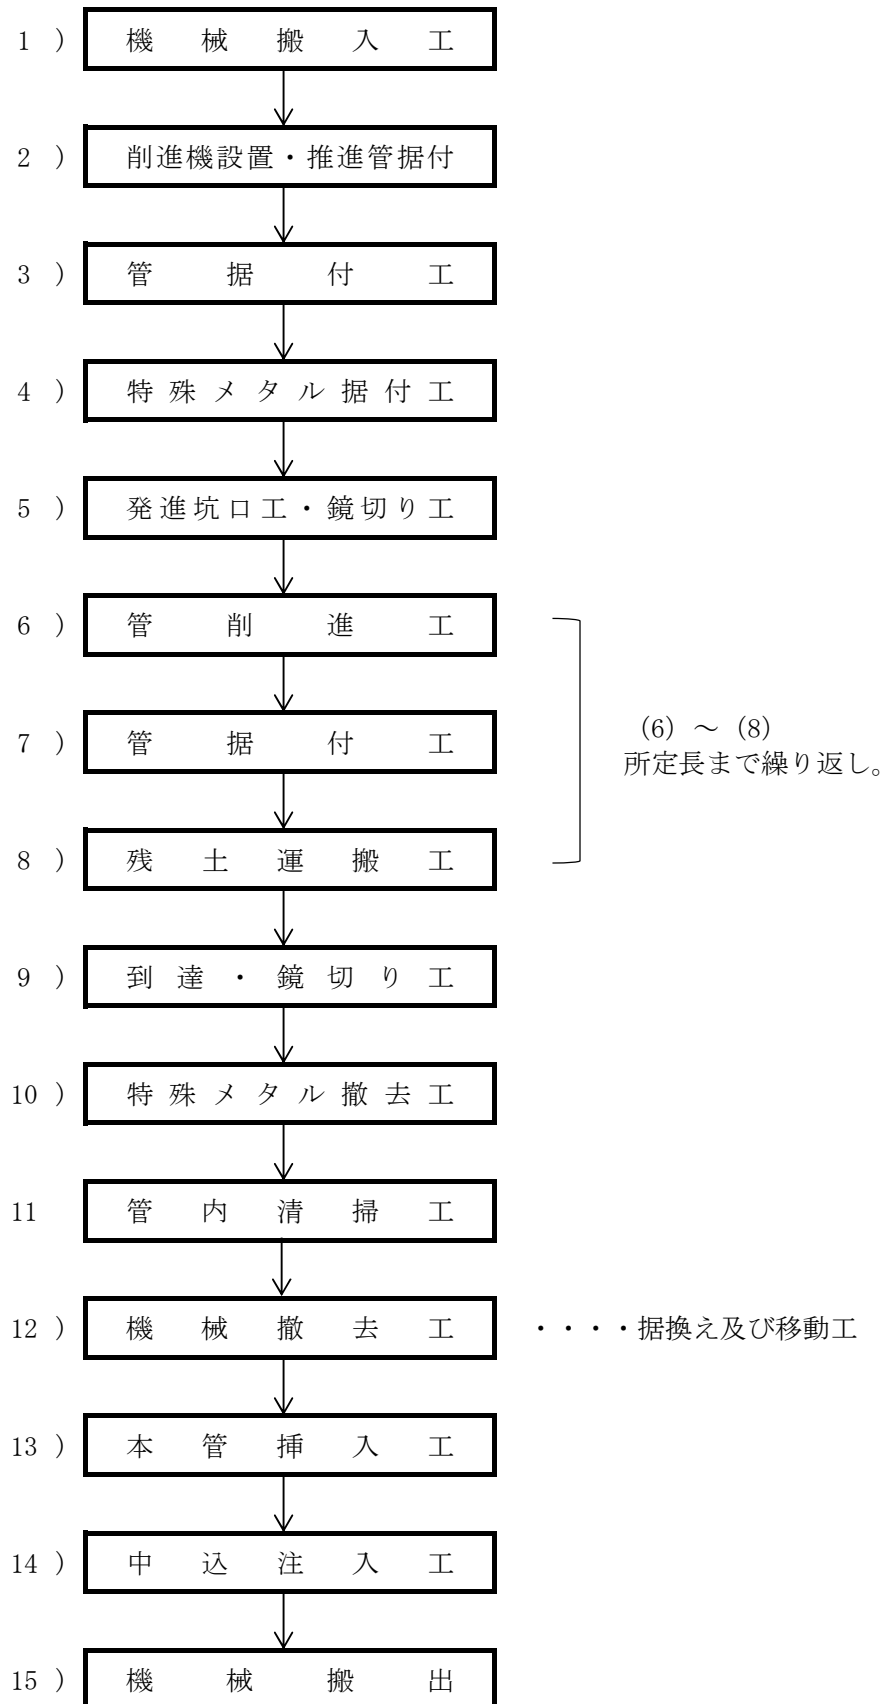 1 ) 機械搬入工
2 ) 削進機設置・推進管据付
3 ) 管据付工
4 ) 特殊メタル据付工
5 ) 発進坑口工・鏡切り工
6 ) 管削進工
7 ) 管据付工
(6) ～ (8)
所定長まで繰り返し。
8 ) 残土運搬工
9 ) 到達・鏡切り工
10 ) 特殊メタル撤去工
11 管内清掃工
12 ) 機械撤去工 ・・・・据換え及び移動工
13 ) 本管挿入工
14 ) 中込注入工
15 ) 機械搬出